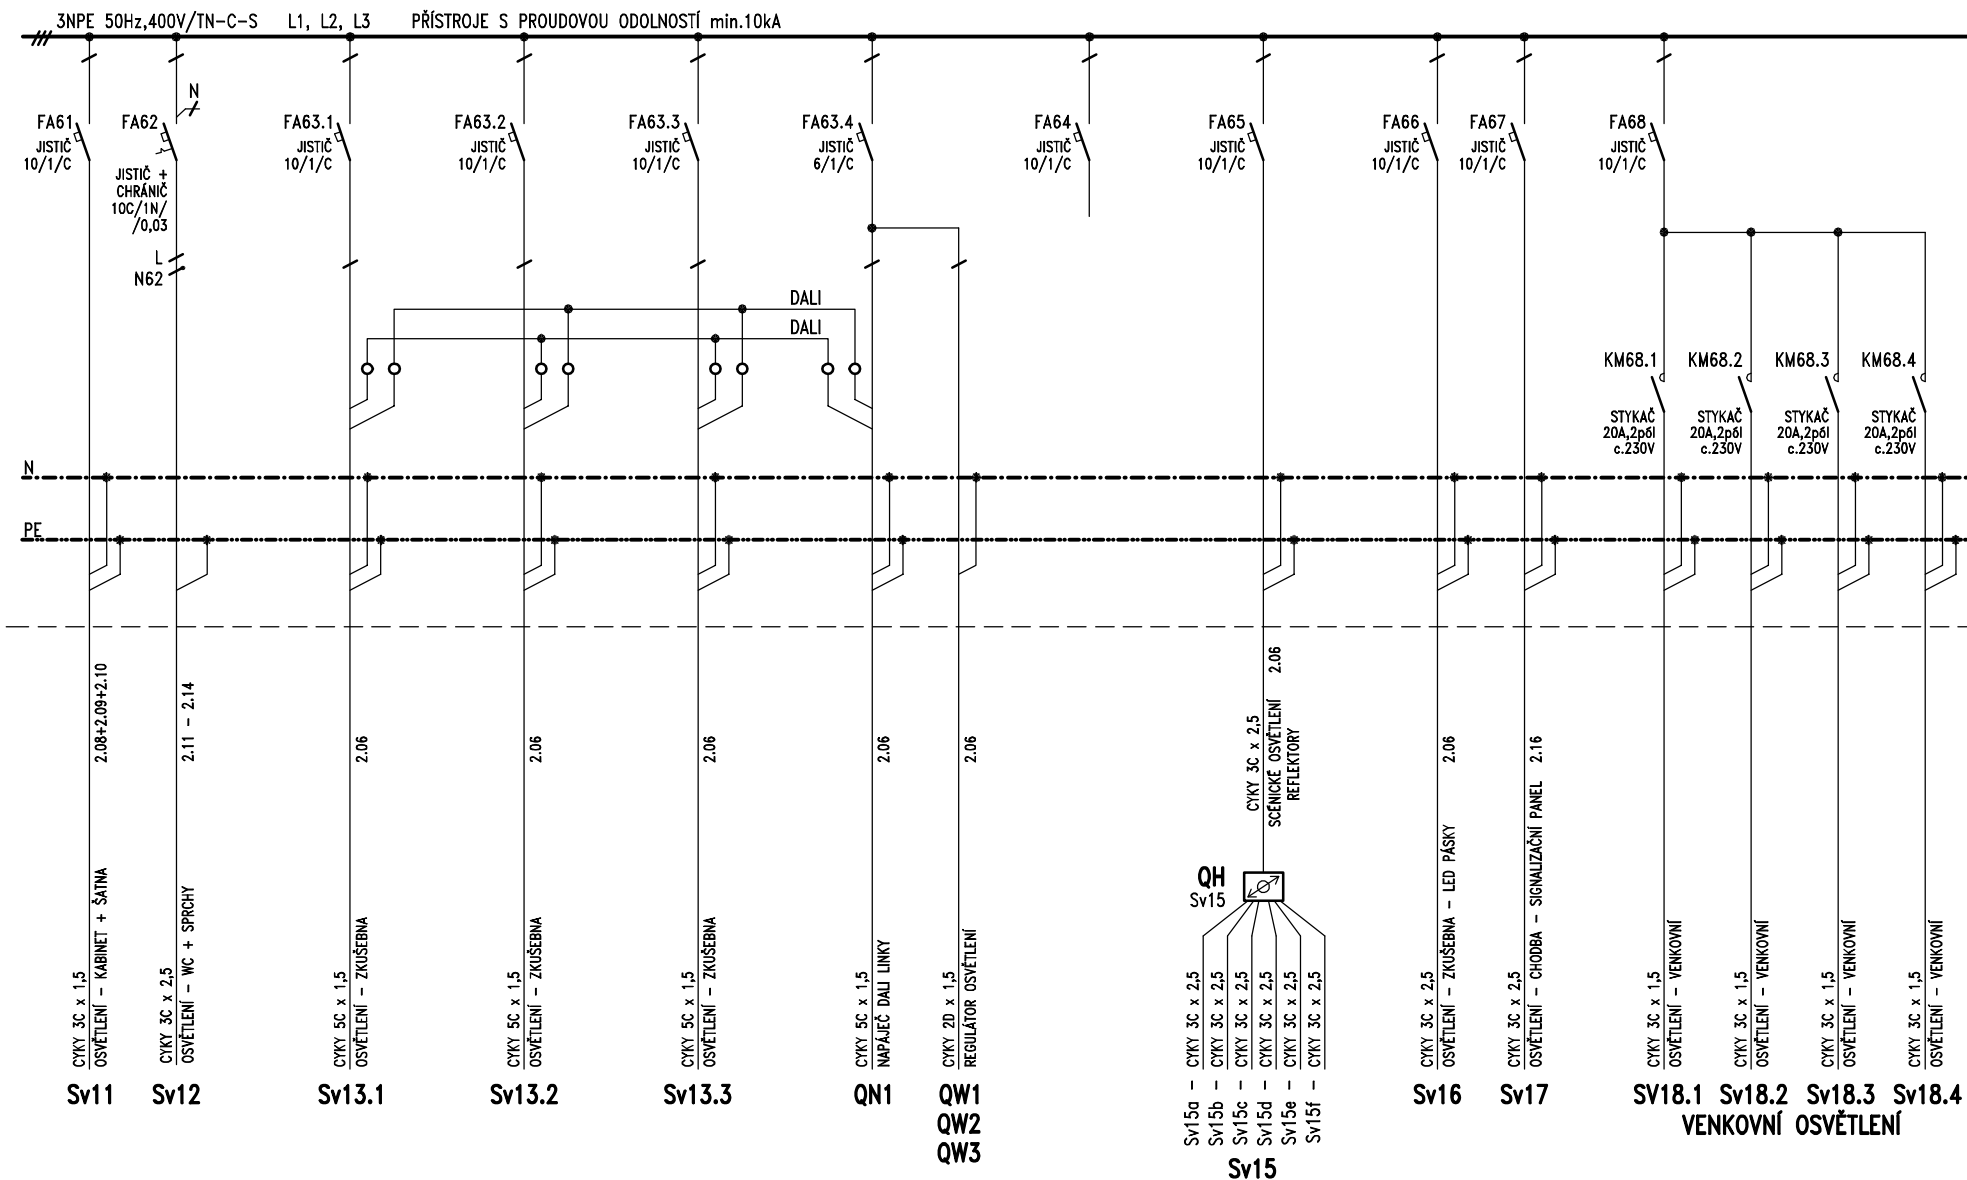 3NPE 50Hz,400V/TN-C-S L1, L2, L3 PŘÍSTROJE S PROUDOVOU ODOLNOSTÍ min.10kA
N
FA61
JISTIČ
10/1/C
FA62
JISTIČ +
CHRÁNIČ
10C/1N/
/0,03
L
N62
FA63.1
JISTIČ
10/1/C
FA63.2
JISTIČ
10/1/C
FA63.3
JISTIČ
10/1/C
FA63.4
JISTIČ
6/1/C
FA64
JISTIČ
10/1/C
FA65
JISTIČ
10/1/C
FA66
JISTIČ
10/1/C
FA67
JISTIČ
10/1/C
FA68
JISTIČ
10/1/C
DALI
DALI
KM68.1
STYKAČ
20A,2pól
c.230V
KM68.2
STYKAČ
20A,2pól
c.230V
KM68.3
STYKAČ
20A,2pól
c.230V
KM68.4
STYKAČ
20A,2pól
c.230V
N
PE
CYKY 3C x 1,5
OSVĚTLENÍ - KABINET + ŠATNA 2.08+2.09+2.10
Sv11
CYKY 3C x 2,5
OSVĚTLENÍ - WC + SPRCHY 2.11 - 2.14
Sv12
CYKY 5C x 1,5
OSVĚTLENÍ - ZKUŠEBNA 2.06
Sv13.1
CYKY 5C x 1,5
OSVĚTLENÍ - ZKUŠEBNA 2.06
Sv13.2
CYKY 5C x 1,5
OSVĚTLENÍ - ZKUŠEBNA 2.06
Sv13.3
CYKY 5C x 1,5
NAPÁJEČ DALI LINKY 2.06
QN1
CYKY 2D x 1,5
REGULÁTOR OSVĚTLENÍ 2.06
QW1
QW2
QW3
CYKY 3C x 2,5
SCÉNICKÉ OSVĚTLENÍ 2.06
REFLEKTORY
QH
Sv15
Sv15a - CYKY 3C x 2,5
Sv15b - CYKY 3C x 2,5
Sv15c - CYKY 3C x 2,5
Sv15d - CYKY 3C x 2,5
Sv15e - CYKY 3C x 2,5
Sv15f - CYKY 3C x 2,5
Sv15
CYKY 3C x 2,5
OSVĚTLENÍ - ZKUŠEBNA - LED PÁSKY 2.06
Sv16
CYKY 3C x 2,5
OSVĚTLENÍ - CHODBA - SIGNALIZAČNÍ PANEL 2.16
Sv17
CYKY 3C x 1,5
OSVĚTLENÍ - VENKOVNÍ
SV18.1
CYKY 3C x 1,5
OSVĚTLENÍ - VENKOVNÍ
Sv18.2
CYKY 3C x 1,5
OSVĚTLENÍ - VENKOVNÍ
Sv18.3
CYKY 3C x 1,5
OSVĚTLENÍ - VENKOVNÍ
Sv18.4
VENKOVNÍ OSVĚTLENÍ